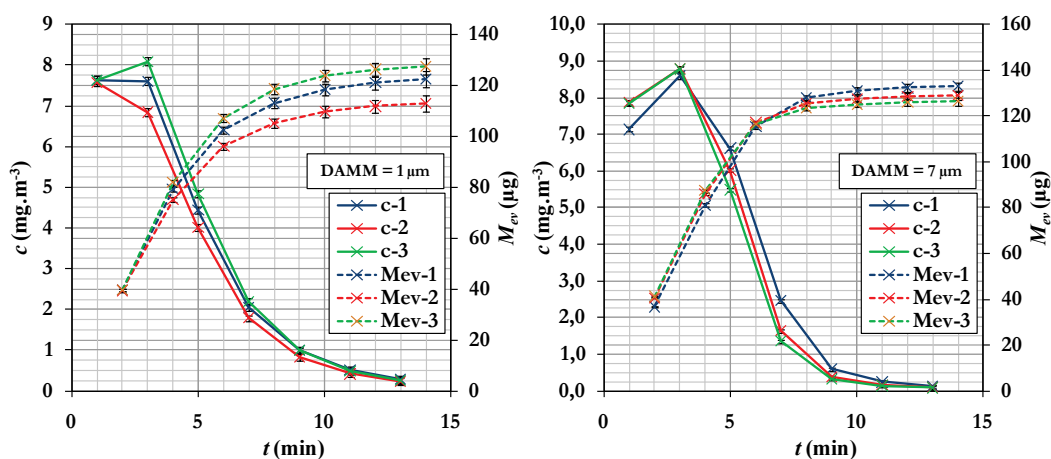 9
8
7
6
5
4
3
2
1
0
c (mg.m⁻³)
140
120
100
80
60
40
20
0
M_ev (µg)
0
5
10
15
t (min)
DAMM = 1 µm
c-1
c-2
c-3
Mev-1
Mev-2
Mev-3
10,0
9,0
8,0
7,0
6,0
5,0
4,0
3,0
2,0
1,0
0,0
c (mg.m⁻³)
160
140
120
100
80
60
40
20
0
M_ev (µg)
0
5
10
15
t (min)
DAMM = 7 µm
c-1
c-2
c-3
Mev-1
Mev-2
Mev-3